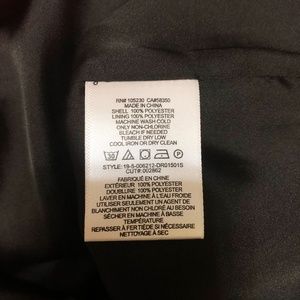 RN# 105230 CA#58350
MADE IN CHINA
SHELL 100% POLYESTER
LINING 100% POLYESTER
MACHINE WASH COLD
ONLY NON-CHLORINE
BLEACH IF NEEDED
TUMBLE DRY LOW
COOL IRON OR DRY CLEAN
30 P
STYLE: 19-5-006212-DR01501S
CUT#:002862
FABRIQUÉ EN CHINE
EXTÉRIEUR 100% POLYESTER
DOUBLURE 100% POLYESTER
LAVER EN MACHINE À L'EAU FROIDE
UTILISER SEULEMENT UN AGENT DE
BLANCHIMENT NON CHLORÉ AU BESOIN
SÉCHER EN MACHINE À BASSE
TEMPÉRATURE
REPASSER À FER TIÈDE SI NÉCESSAIRE
NETTOYAGE À SEC